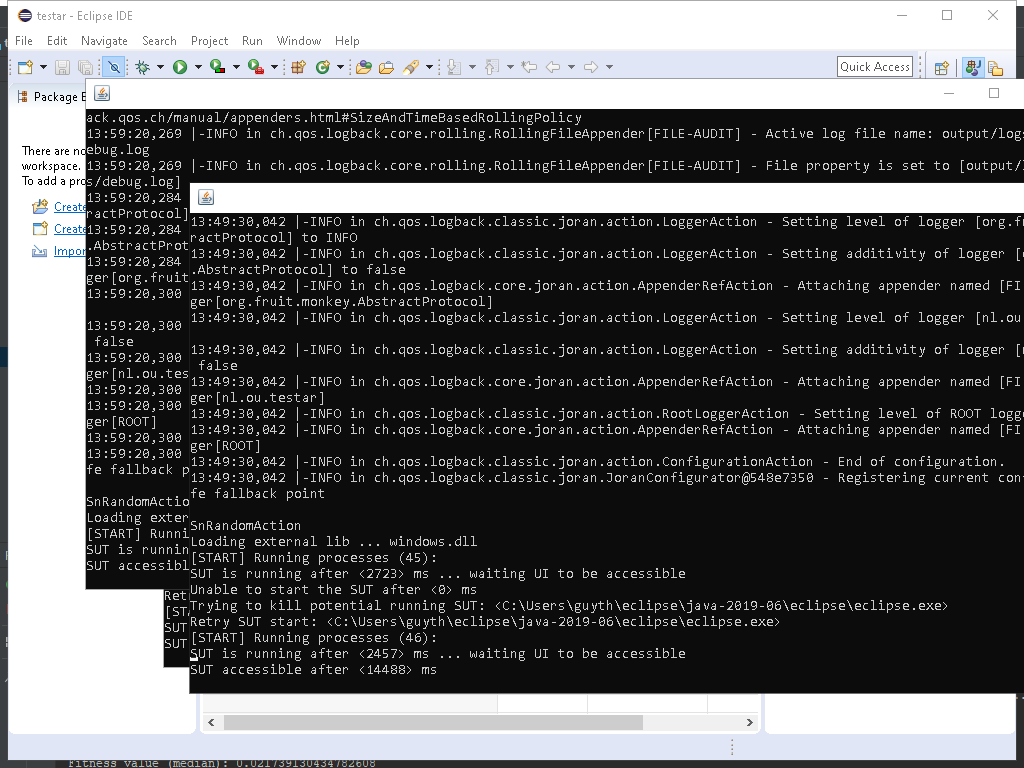 testar - Eclipse IDE
File Edit Navigate Search Project Run Window Help
Quick Access
Package E
There are no
workspace.
To add a pro
Create
Create
Impor
ack.qos.ch/manual/appenders.html#SizeAndTimeBasedRollingPolicy
13:59:20,269 |-INFO in ch.qos.logback.core.rolling.RollingFileAppender[FILE-AUDIT] - Active log file name: output/logs
ebug.log
13:59:20,269 |-INFO in ch.qos.logback.core.rolling.RollingFileAppender[FILE-AUDIT] - File property is set to [output/l
s/debug.log]
13:59:20,284
ractProtocol]
13:59:20,284
.AbstractProt
13:59:20,284
ger[org.fruit
13:59:20,300
13:59:20,300
false
13:59:20,300
ger[nl.ou.tes
13:59:20,300
13:59:20,300
ger[ROOT]
13:59:20,300
13:59:20,300
fe fallback p
SnRandomActio
Loading exter
[START] Runni
SUT is runnin
SUT accessibl
Ret
[ST
SUT
SUT
13:49:30,042 |-INFO in ch.qos.logback.classic.joran.action.LoggerAction - Setting level of logger [org.fr
ractProtocol] to INFO
13:49:30,042 |-INFO in ch.qos.logback.classic.joran.action.LoggerAction - Setting additivity of logger [o
.AbstractProtocol] to false
13:49:30,042 |-INFO in ch.qos.logback.core.joran.action.AppenderRefAction - Attaching appender named [FI
ger[org.fruit.monkey.AbstractProtocol]
13:49:30,042 |-INFO in ch.qos.logback.classic.joran.action.LoggerAction - Setting level of logger [nl.ou
13:49:30,042 |-INFO in ch.qos.logback.classic.joran.action.LoggerAction - Setting additivity of logger [n
false
13:49:30,042 |-INFO in ch.qos.logback.core.joran.action.AppenderRefAction - Attaching appender named [FI
ger[nl.ou.testar]
13:49:30,042 |-INFO in ch.qos.logback.classic.joran.action.RootLoggerAction - Setting level of ROOT logg
13:49:30,042 |-INFO in ch.qos.logback.core.joran.action.AppenderRefAction - Attaching appender named [FI
ger[ROOT]
13:49:30,042 |-INFO in ch.qos.logback.classic.joran.action.ConfigurationAction - End of configuration.
13:49:30,042 |-INFO in ch.qos.logback.classic.joran.JoranConfigurator@548e7350 - Registering current con
fe fallback point
SnRandomAction
Loading external lib ... windows.dll
[START] Running processes (45):
SUT is running after <2723> ms ... waiting UI to be accessible
Unable to start the SUT after <0> ms
Trying to kill potential running SUT: <C:\Users\guyth\eclipse\java-2019-06\eclipse\eclipse.exe>
Retry SUT start: <C:\Users\guyth\eclipse\java-2019-06\eclipse\eclipse.exe>
[START] Running processes (46):
SUT is running after <2457> ms ... waiting UI to be accessible
SUT accessible after <14488> ms
Fitness value (median): 0.021739130434782608